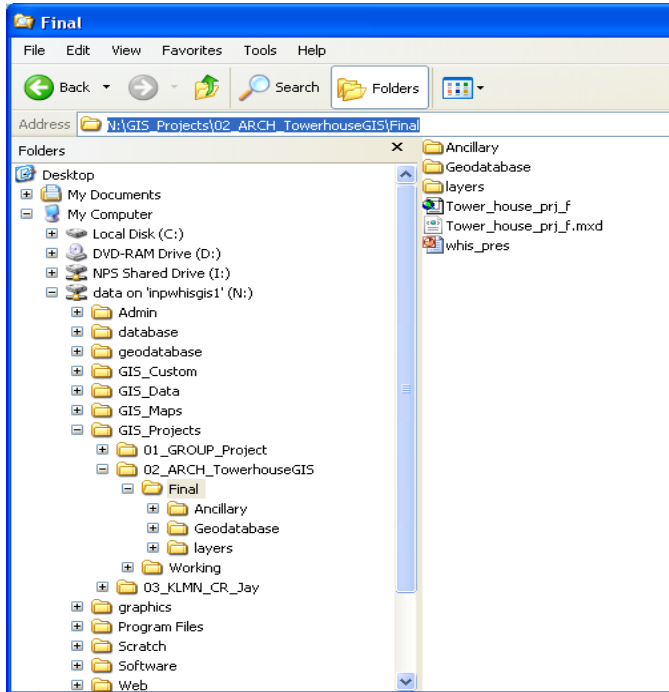 Final
File Edit View Favorites Tools Help
Back Search Folders
Address N:\GIS_Projects\02_ARCH_TowerhouseGIS\Final
Folders
Desktop
My Documents
My Computer
Local Disk (C:)
DVD-RAM Drive (D:)
NPS Shared Drive (I:)
data on 'inpwhisgis1' (N:)
Admin
database
geodatabase
GIS_Custom
GIS_Data
GIS_Maps
GIS_Projects
01_GROUP_Project
02_ARCH_TowerhouseGIS
Final
Ancillary
Geodatabase
layers
Working
03_KLMN_CR_Jay
graphics
Program Files
Scratch
Software
Web
Ancillary
Geodatabase
layers
Tower_house_prj_f
Tower_house_prj_f.mxd
whis_pres